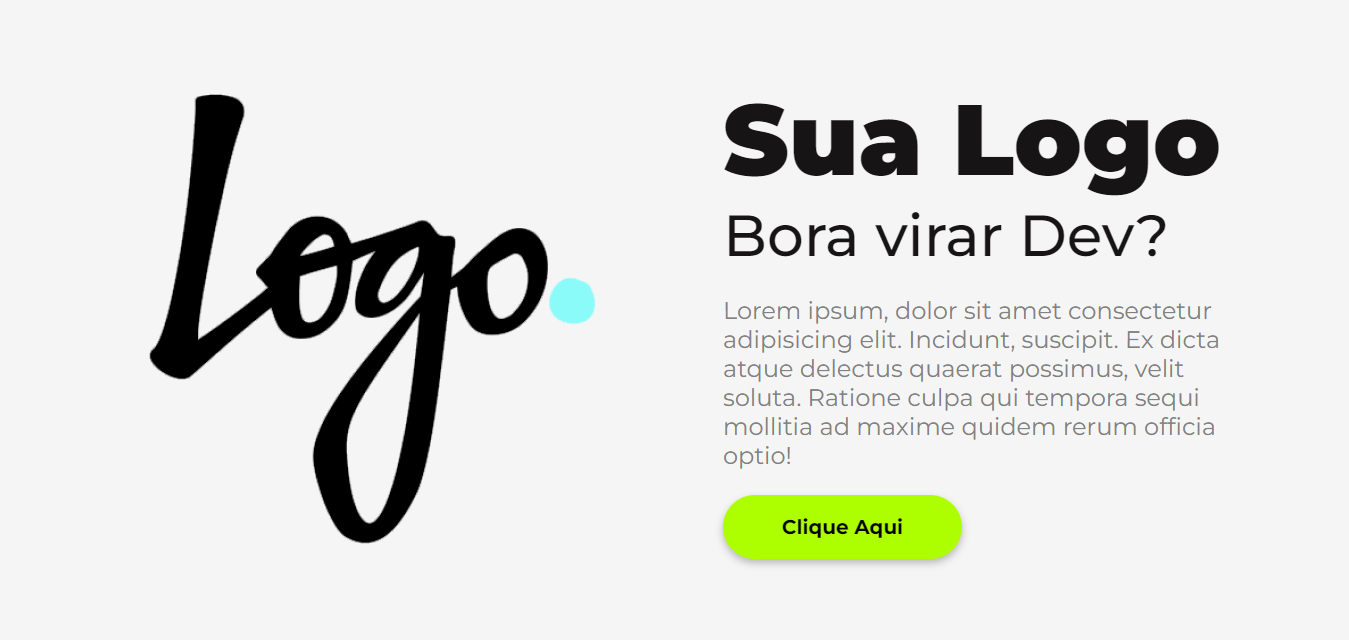 Logo.
Sua Logo
Bora virar Dev?
Lorem ipsum, dolor sit amet consectetur
adipisicing elit. Incidunt, suscipit. Ex dicta
atque delectus quaerat possimus, velit
soluta. Ratione culpa qui tempora sequi
mollitia ad maxime quidem rerum officia
optio!
Clique Aqui